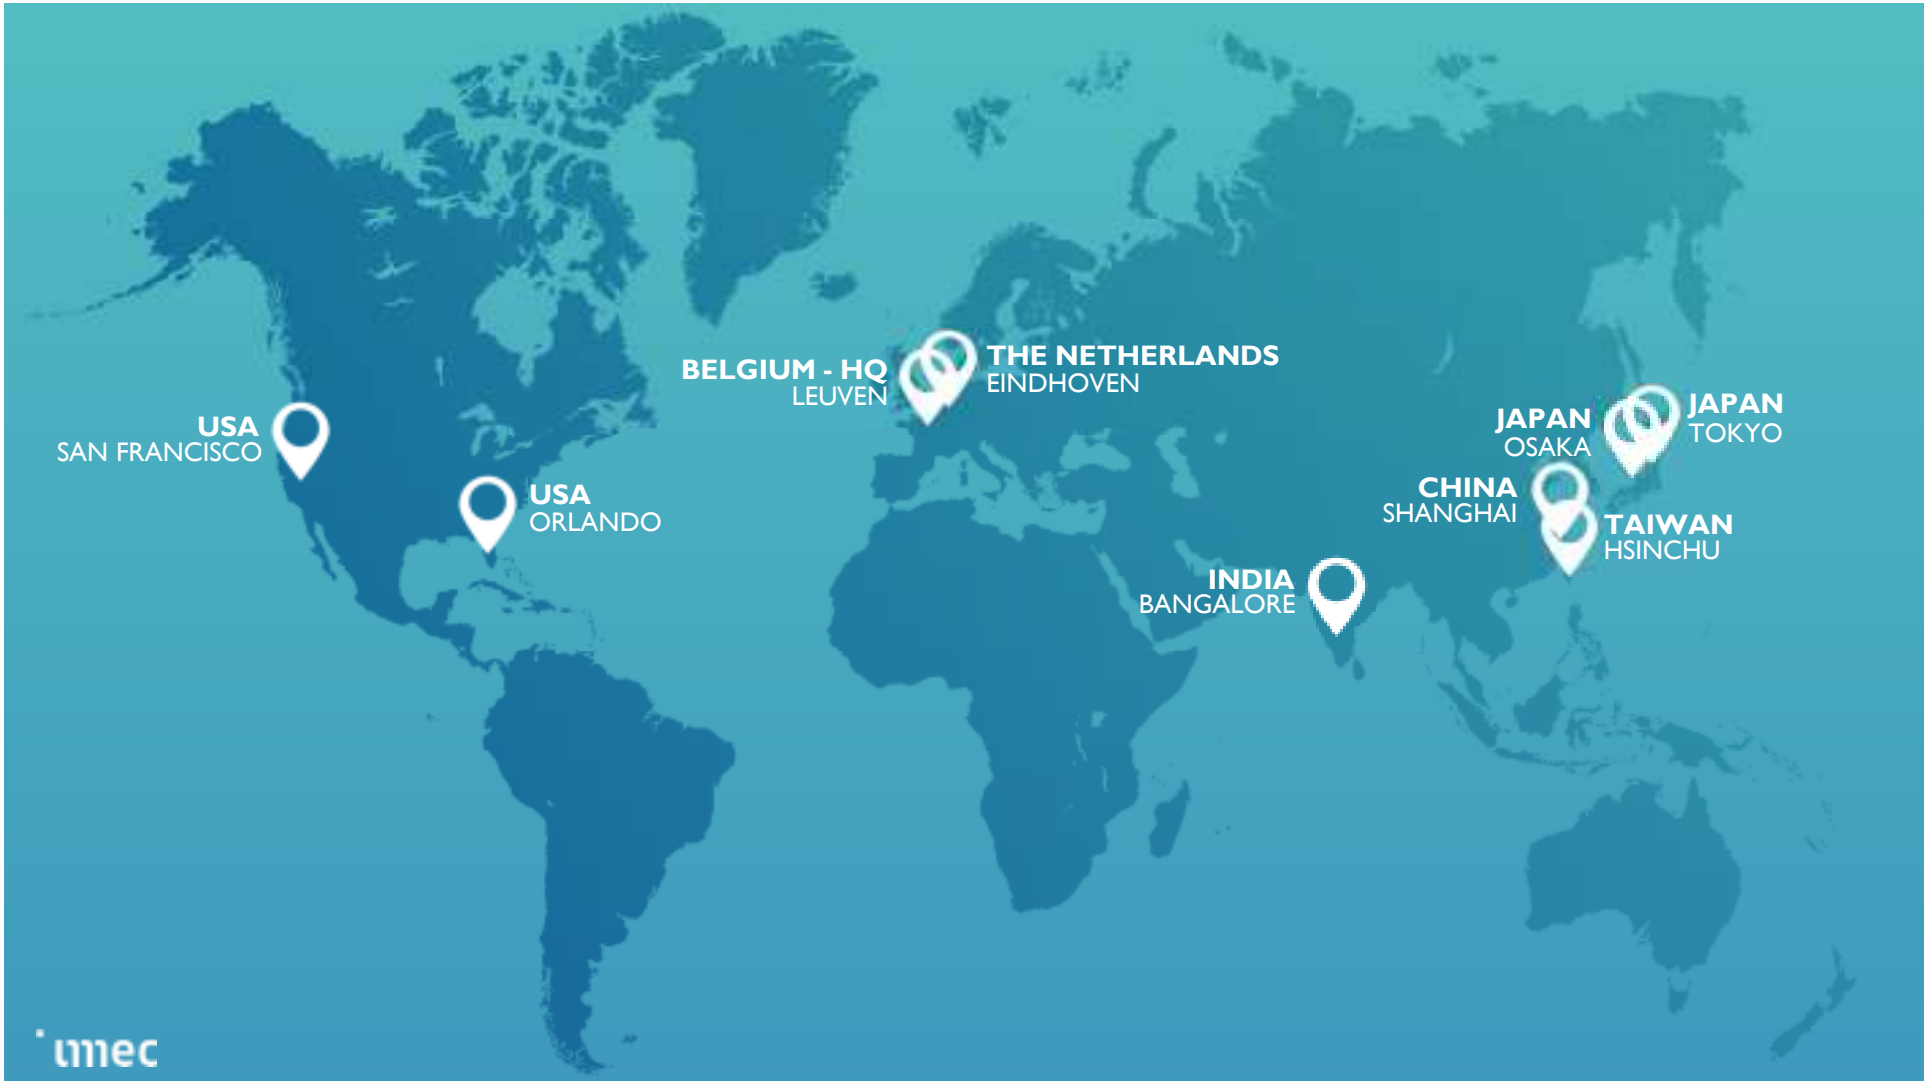 USA
SAN FRANCISCO
USA
ORLANDO
BELGIUM - HQ
LEUVEN
THE NETHERLANDS
EINDHOVEN
JAPAN
OSAKA
JAPAN
TOKYO
CHINA
SHANGHAI
TAIWAN
HSINCHU
INDIA
BANGALORE
imec